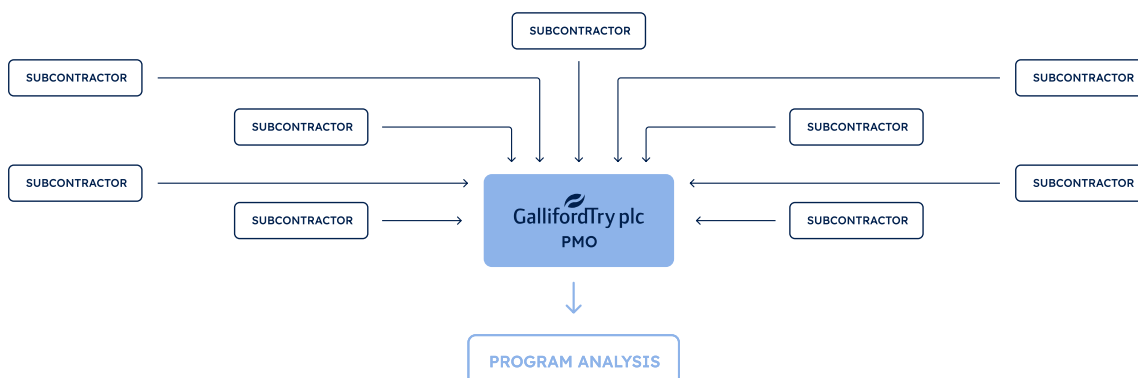 SUBCONTRACTOR
SUBCONTRACTOR
SUBCONTRACTOR
SUBCONTRACTOR
SUBCONTRACTOR
SUBCONTRACTOR
SUBCONTRACTOR
SUBCONTRACTOR
SUBCONTRACTOR
GallifordTry plc
PMO
PROGRAM ANALYSIS